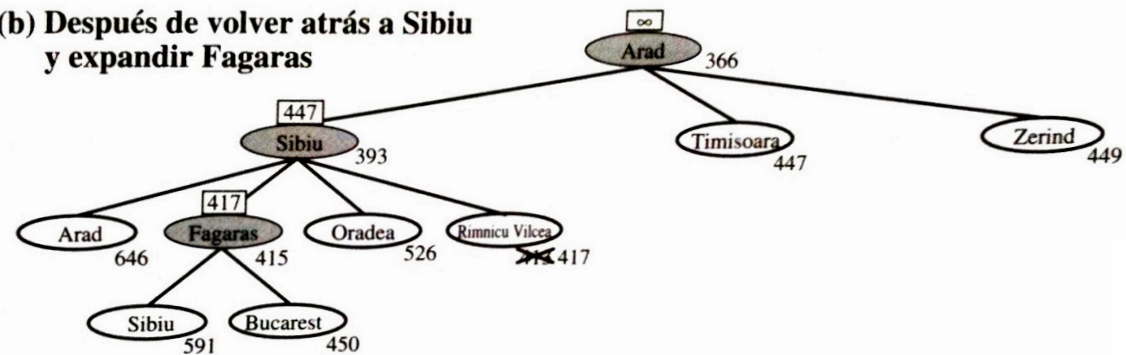 (b) Después de volver atrás a Sibiu
y expandir Fagaras
∞
Arad
366
447
Sibiu
393
Timisoara
447
Zerind
449
417
Arad
646
Fagaras
415
Oradea
526
Rimnicu Vilcea
417
Sibiu
591
Bucarest
450